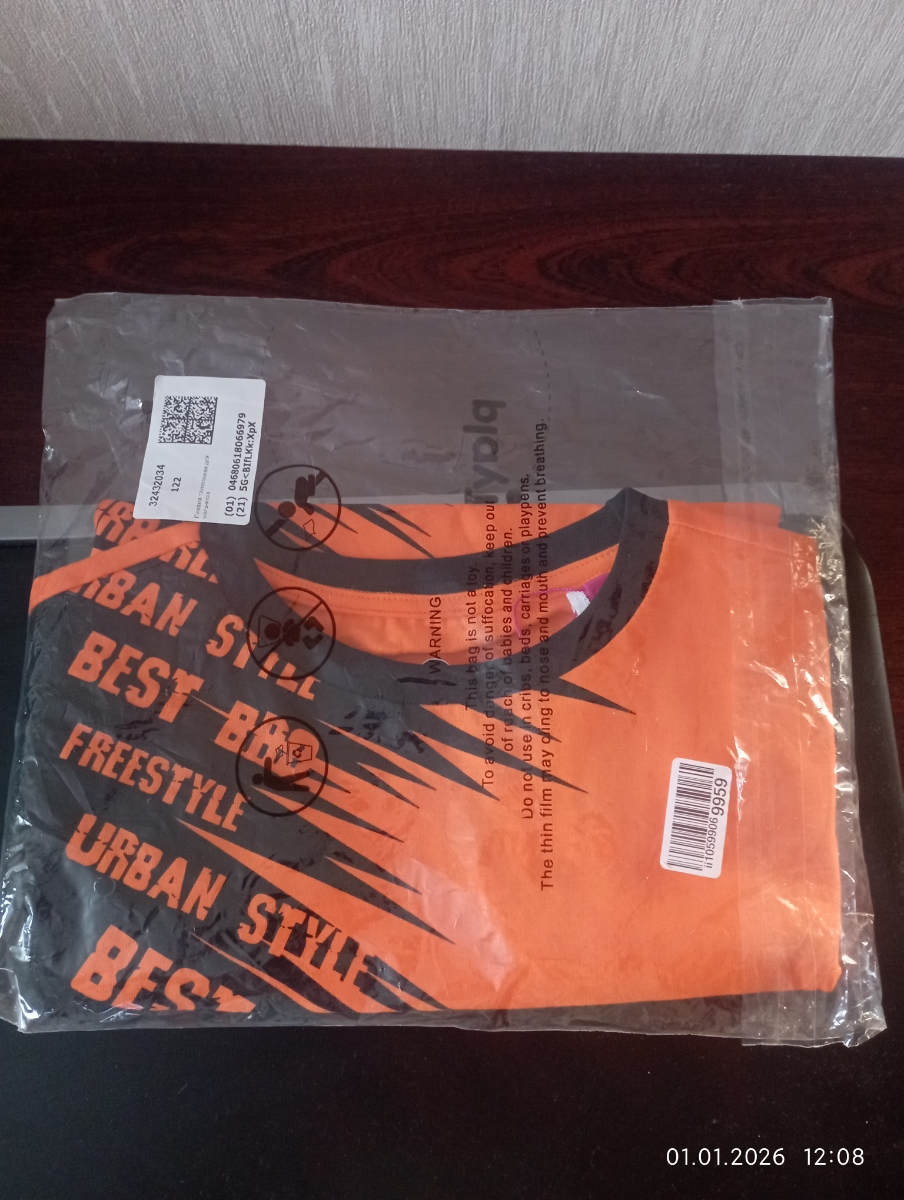 32432034
122
(01) 04680618066979
(21) 5G<BIfLKk:XpX
playtoday
WARNING
This bag is not a toy.
To avoid danger of suffocation, keep out
of reach of babies and children.
Do not use in cribs, beds, carriages or playpens.
The thin film may cling to nose and mouth and prevent breathing.
URBAN STYLE
BEST BRO
FREESTYLE
URBAN STYLE
BEST
ii1059906 9959
01.01.2026 12:08